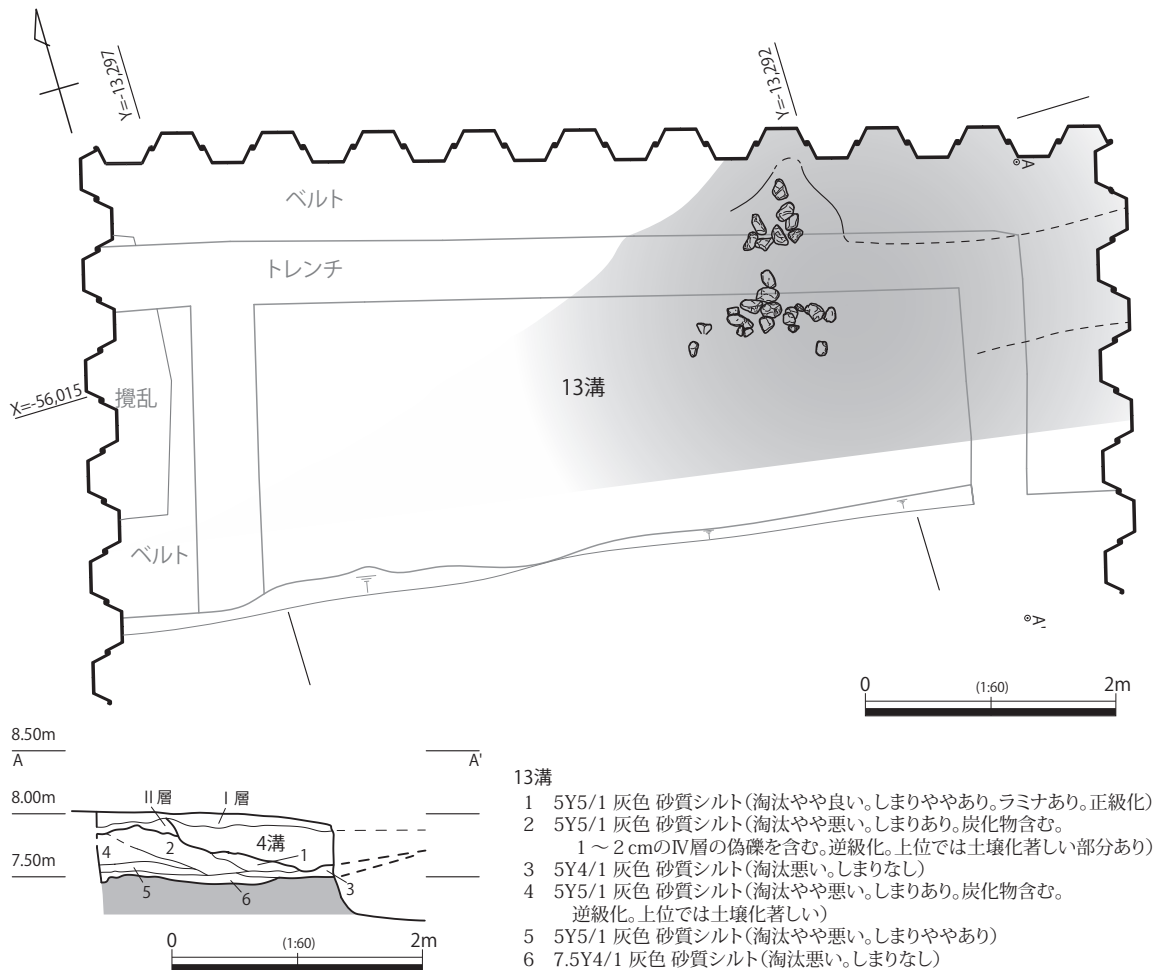 Y=-13,297
Y=-13,292
A
ベルト
トレンチ
X=-56,015
攪乱
13溝
ベルト
A'
0 (1:60) 2m
8.50m
A A'
8.00m
Ⅱ層 Ⅰ層
4溝
4 2 1
7.50m
5 6 3
0 (1:60) 2m
13溝
1 5Y5/1 灰色 砂質シルト(淘汰やや良い。しまりややあり。ラミナあり。正級化)
2 5Y5/1 灰色 砂質シルト(淘汰やや悪い。しまりあり。炭化物含む。
1～2cmのⅣ層の偽礫を含む。逆級化。上位では土壌化著しい部分あり)
3 5Y4/1 灰色 砂質シルト(淘汰悪い。しまりなし)
4 5Y5/1 灰色 砂質シルト(淘汰やや悪い。しまりあり。炭化物含む。
逆級化。上位では土壌化著しい)
5 5Y5/1 灰色 砂質シルト(淘汰やや悪い。しまりややあり)
6 7.5Y4/1 灰色 砂質シルト(淘汰悪い。しまりなし)